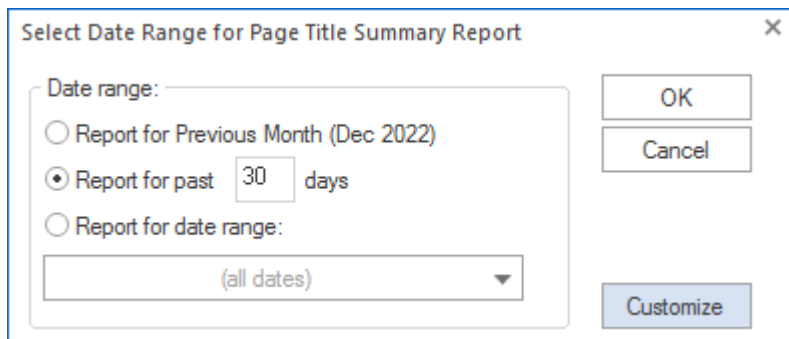 Select Date Range for Page Title Summary Report
Date range:
Report for Previous Month (Dec 2022)
Report for past 30 days
Report for date range:
(all dates)
OK
Cancel
Customize